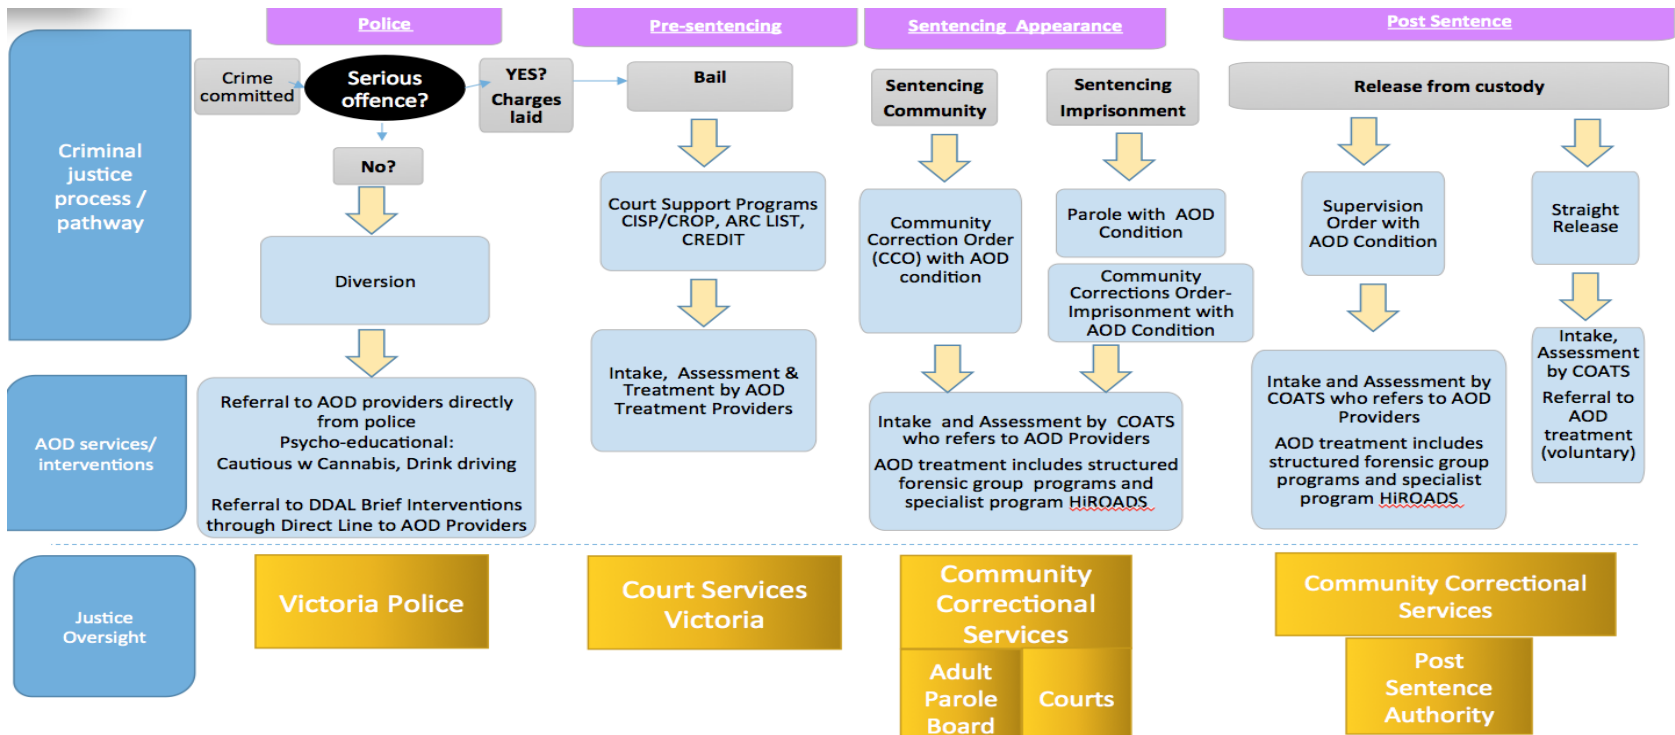 Police
Pre-sentencing
Sentencing Appearance
Post Sentence
Criminal
justice
process /
pathway
Crime
committed
Serious
offence?
YES?
Charges
laid
No?
Diversion
Bail
Court Support Programs
CISP/CROP, ARC LIST,
CREDIT
Sentencing
Community
Community
Correction Order
(CCO) with AOD
condition
Sentencing
Imprisonment
Parole with AOD
Condition
Community
Corrections Order-
Imprisonment with
AOD Condition
Release from custody
Supervision
Order with
AOD Condition
Straight
Release
AOD services/
interventions
Referral to AOD providers directly
from police
Psycho-educational:
Cautious w Cannabis, Drink driving
Referral to DDAL Brief Interventions
through Direct Line to AOD Providers
Intake, Assessment &
Treatment by AOD
Treatment Providers
Intake and Assessment by COATS
who refers to AOD Providers
AOD treatment includes structured
forensic group programs and
specialist program HiROADS
Intake and Assessment by
COATS who refers to AOD
Providers
AOD treatment includes
structured forensic group
programs and specialist
program HiROADS
Intake,
Assessment
by COATS
Referral to
AOD
treatment
(voluntary)
Justice
Oversight
Victoria Police
Court Services
Victoria
Community
Correctional
Services
Adult
Parole
Board
Courts
Community Correctional
Services
Post
Sentence
Authority